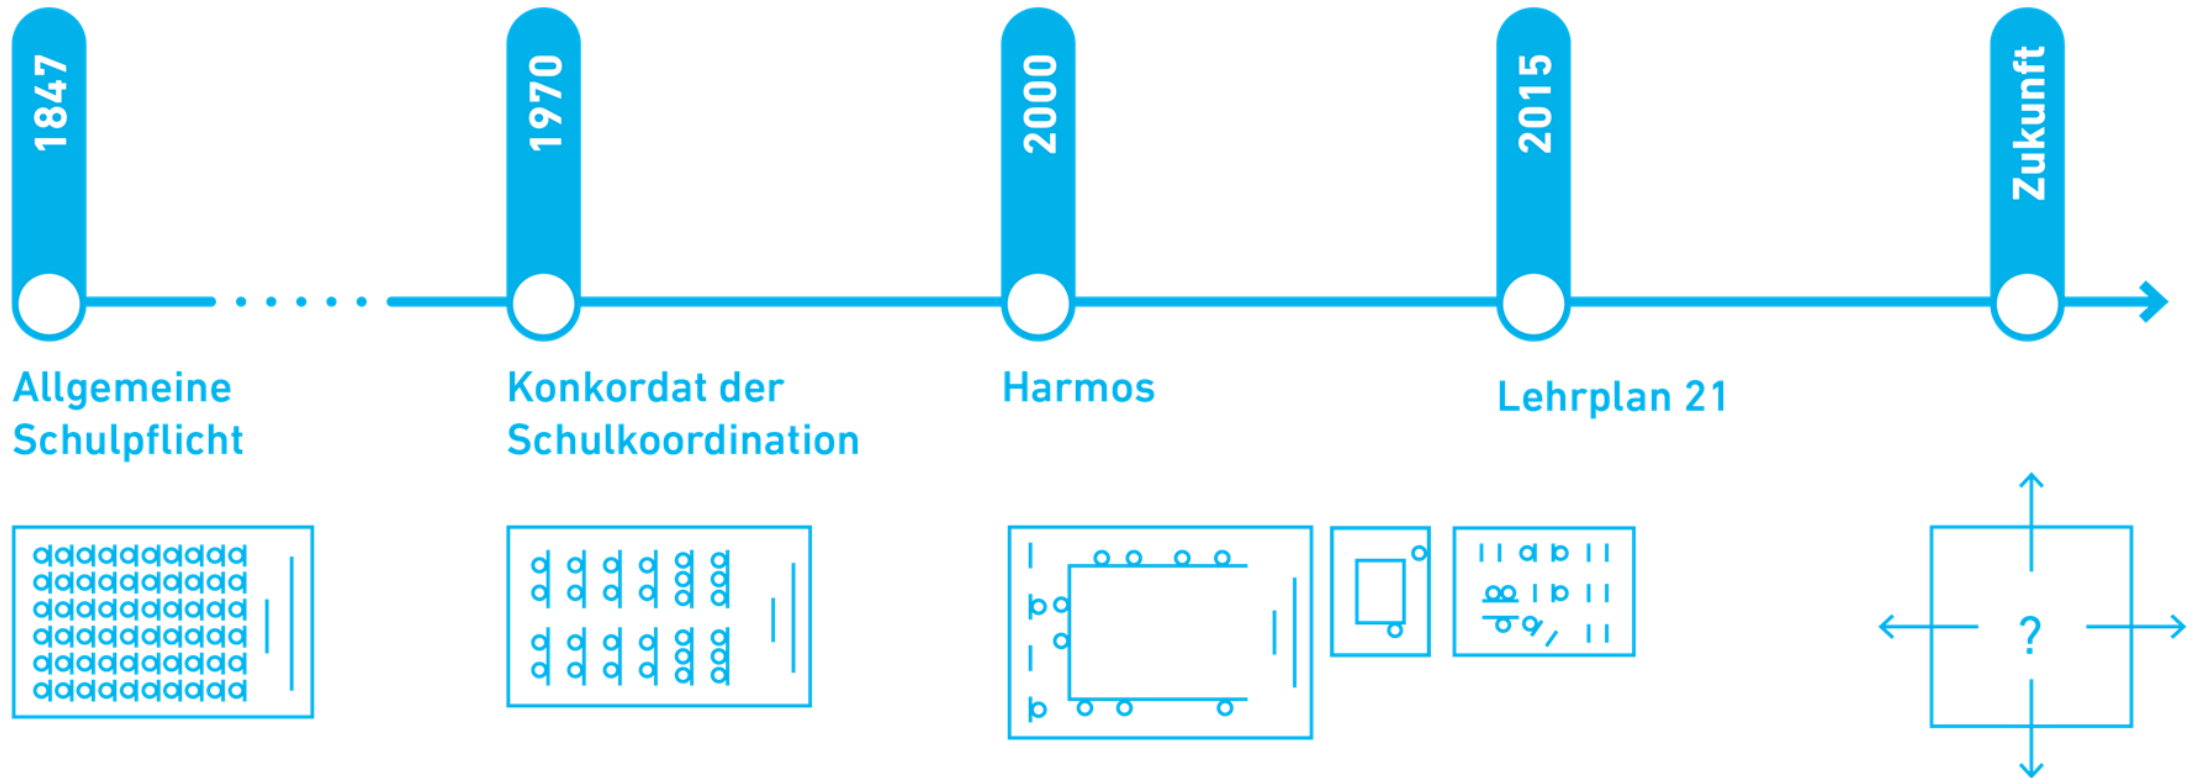 1847
1970
2000
2015
Zukunft
Allgemeine
Schulpflicht
Konkordat der
Schulkoordination
Harmos
Lehrplan 21
?